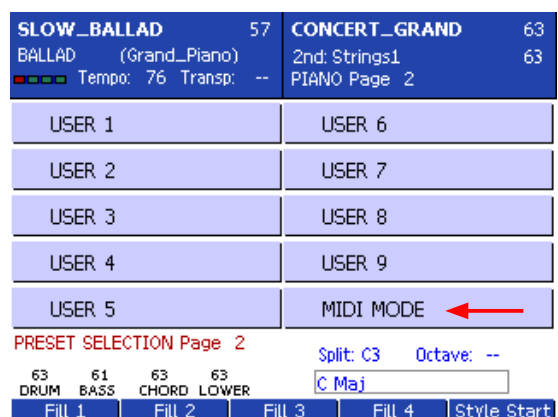 SLOW_BALLAD 57
BALLAD (Grand_Piano)
Tempo: 76 Transp: --
CONCERT_GRAND 63
2nd: Strings1 63
PIANO Page 2
USER 1
USER 2
USER 3
USER 4
USER 5
USER 6
USER 7
USER 8
USER 9
MIDI MODE
PRESET SELECTION Page 2
63 61 63 63
DRUM BASS CHORD LOWER
Split: C3 Octave: --
C Maj
Fill 1 Fill 2 Fill 3 Fill 4 Style Start